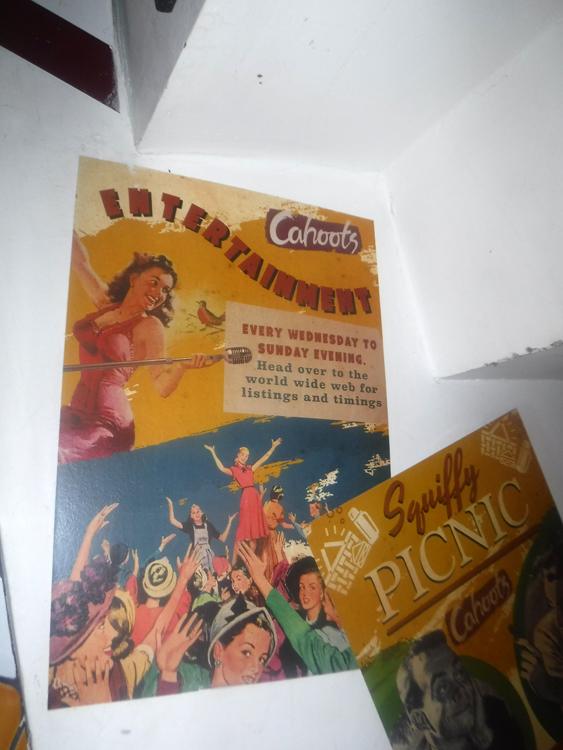 ENTERTAINMENT
Cahoots
EVERY WEDNESDAY TO
SUNDAY EVENING.
Head over to the
world wide web for
listings and timings
Squiffy
PICNIC
Cahoots